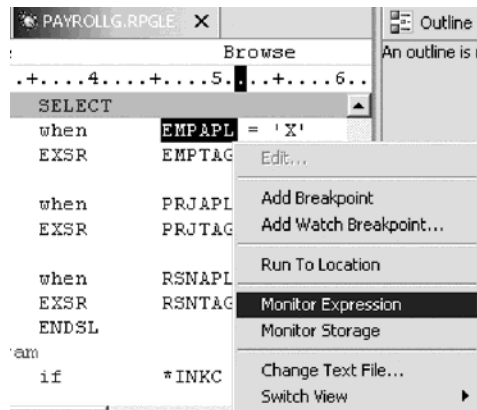 PAYROLLG.RPGLE
Outline
: Browse
An outline is
.+....4....+....5....+....6..
SELECT
when EMPAPL = 'X'
EXSR EMPTAG
when PRJAPL
EXSR PRJTAG
when RSNAPL
EXSR RSNTAG
ENDSL
am
if *INKC
Edit...
Add Breakpoint
Add Watch Breakpoint...
Run To Location
Monitor Expression
Monitor Storage
Change Text File...
Switch View